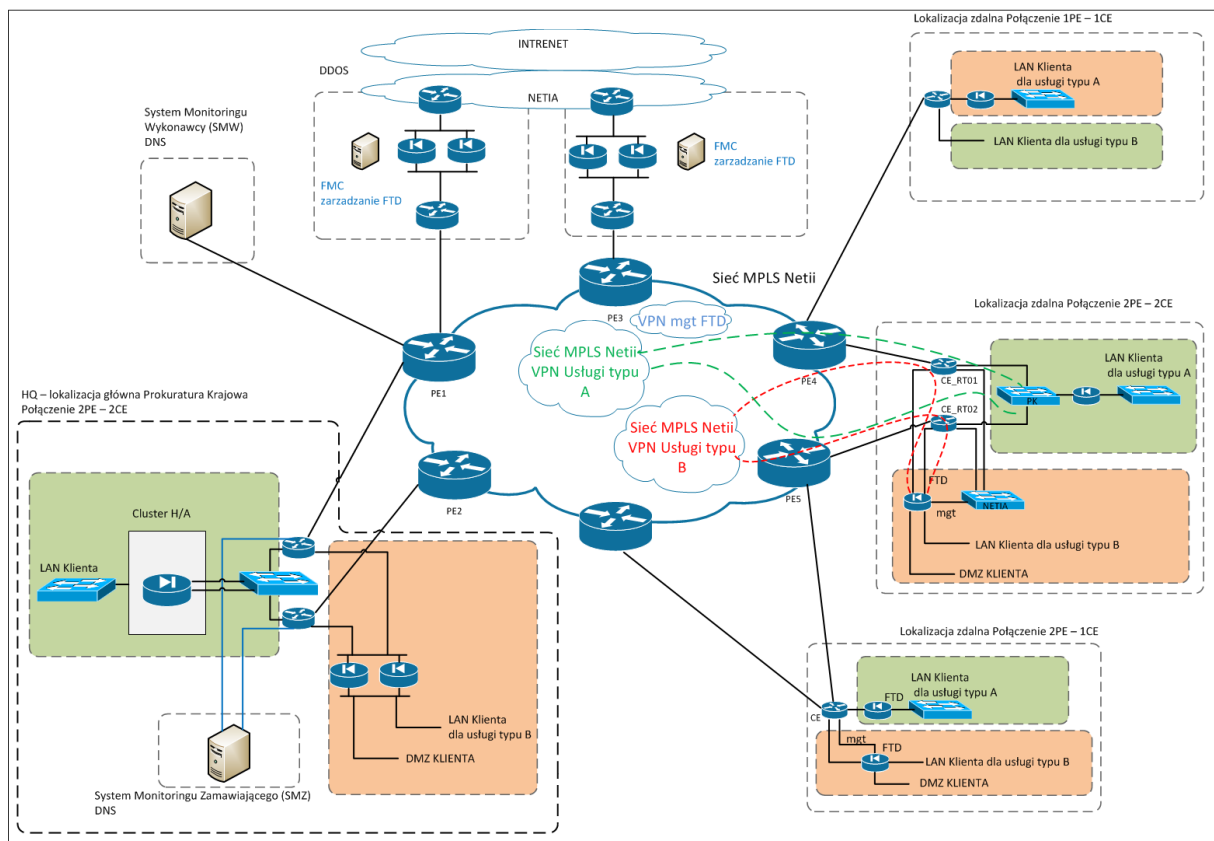 INTRENET
DDOS
NETIA
FMC
zarzadzanie FTD
FMC
zarzadzanie FTD
System Monitoringu
Wykonawcy (SMW)
DNS
Lokalizacja zdalna Połączenie 1PE – 1CE
LAN Klienta
dla usługi typu A
LAN Klienta dla usługi typu B
Sieć MPLS Netii
PE3
VPN mgt FTD
PE1
PE4
Sieć MPLS Netii
VPN Usługi typu
A
Sieć MPLS Netii
VPN Usługi typu
B
PE2
PE5
Lokalizacja zdalna Połączenie 2PE – 2CE
CE_RT01
CE_RT02
PK
LAN Klienta
dla usługi typu A
FTD
mgt
NETIA
LAN Klienta dla usługi typu B
DMZ KLIENTA
HQ – lokalizacja główna Prokuratura Krajowa
Połączenie 2PE – 2CE
Cluster H/A
LAN Klienta
LAN Klienta
dla usługi typu B
DMZ KLIENTA
System Monitoringu Zamawiającego (SMZ)
DNS
Lokalizacja zdalna Połączenie 2PE – 1CE
LAN Klienta
dla usługi typu A
FTD
CE
mgt
FTD
LAN Klienta dla usługi typu B
DMZ KLIENTA